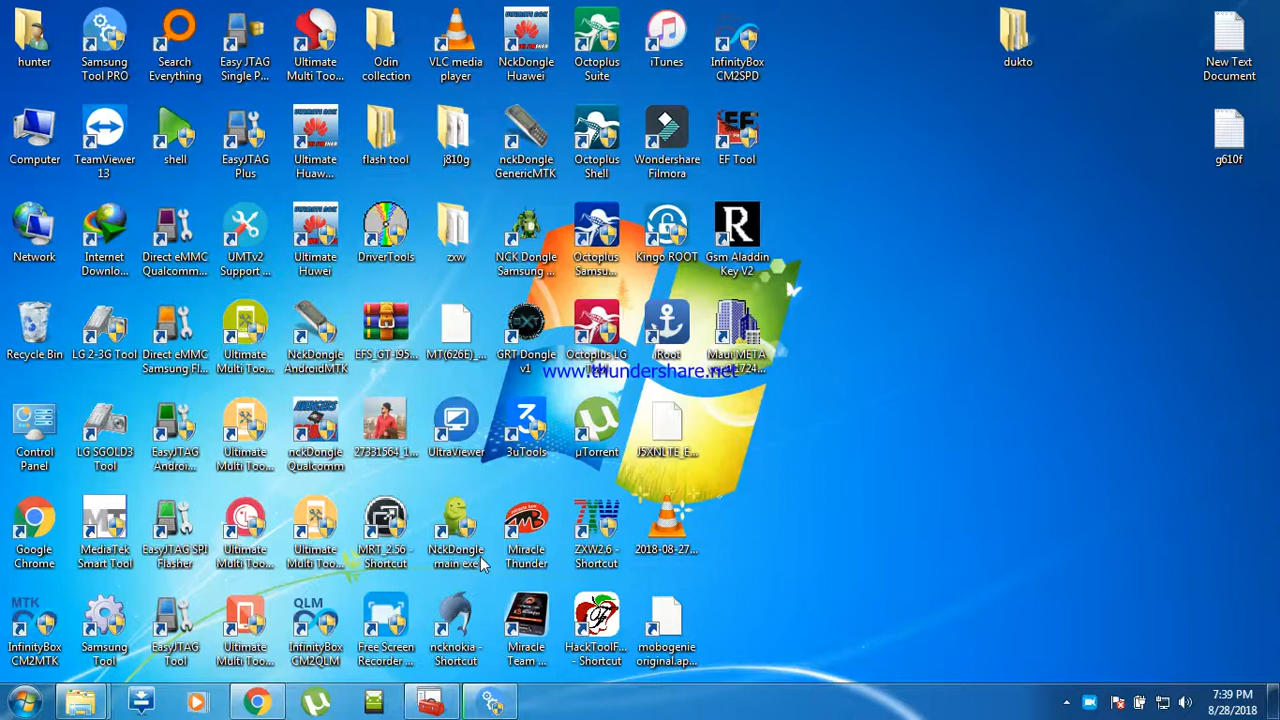 hunter
Samsung
Tool PRO
Search
Everything
Easy JTAG
Single P...
Ultimate
Multi Too...
Odin
collection
VLC media
player
NckDongle
Huawei
Octoplus
Suite
iTunes
InfinityBox
CM2SPD
dukto
New Text
Document
Computer
TeamViewer
13
shell
EasyJTAG
Plus
Ultimate
Huaw...
flash tool
j810g
nckDongle
GenericMTK
Octoplus
Shell
Wondershare
Filmora
EF
EF Tool
g610f
Network
Internet
Downlo...
Direct eMMC
Qualcomm...
UMTv2
Support ...
Ultimate
Huwei
DriverTools
zxw
NCK Dongle
Samsung ...
Octoplus
Samsu...
Kingo ROOT
R
Gsm Aladdin
Key V2
Recycle Bin
LG 2-3G Tool
Direct eMMC
Samsung Fl...
Ultimate
Multi Too...
NckDongle
AndroidMTK
EFS_GT-I95...
MT(626E)_...
GRT Dongle
v1
Octoplus LG
iRoot
Maui META
www.thundershare.net
Control
Panel
LG SGOLD3
Tool
EasyJTAG
Androi...
Ultimate
Multi Too...
nckDongle
Qualcomm
27331564_1...
UltraViewer
3uTools
µTorrent
J5XNLTE_E...
Google
Chrome
MT
MediaTek
Smart Tool
EasyJTAG SPI
Flasher
Ultimate
Multi Too...
Ultimate
Multi Too...
MRT_2.56 -
Shortcut
NckDongle
main exe
Miracle
Thunder
ZXW
ZXW2.6 -
Shortcut
2018-08-27...
MTK
InfinityBox
CM2MTK
Samsung
Tool
EasyJTAG
Tool
Ultimate
Multi Too...
QLM
InfinityBox
CM2QLM
Free Screen
Recorder ...
ncknokia -
Shortcut
Miracle
Team ...
HackToolF...
- Shortcut
mobogenie
original.ap...
7:39 PM
8/28/2018